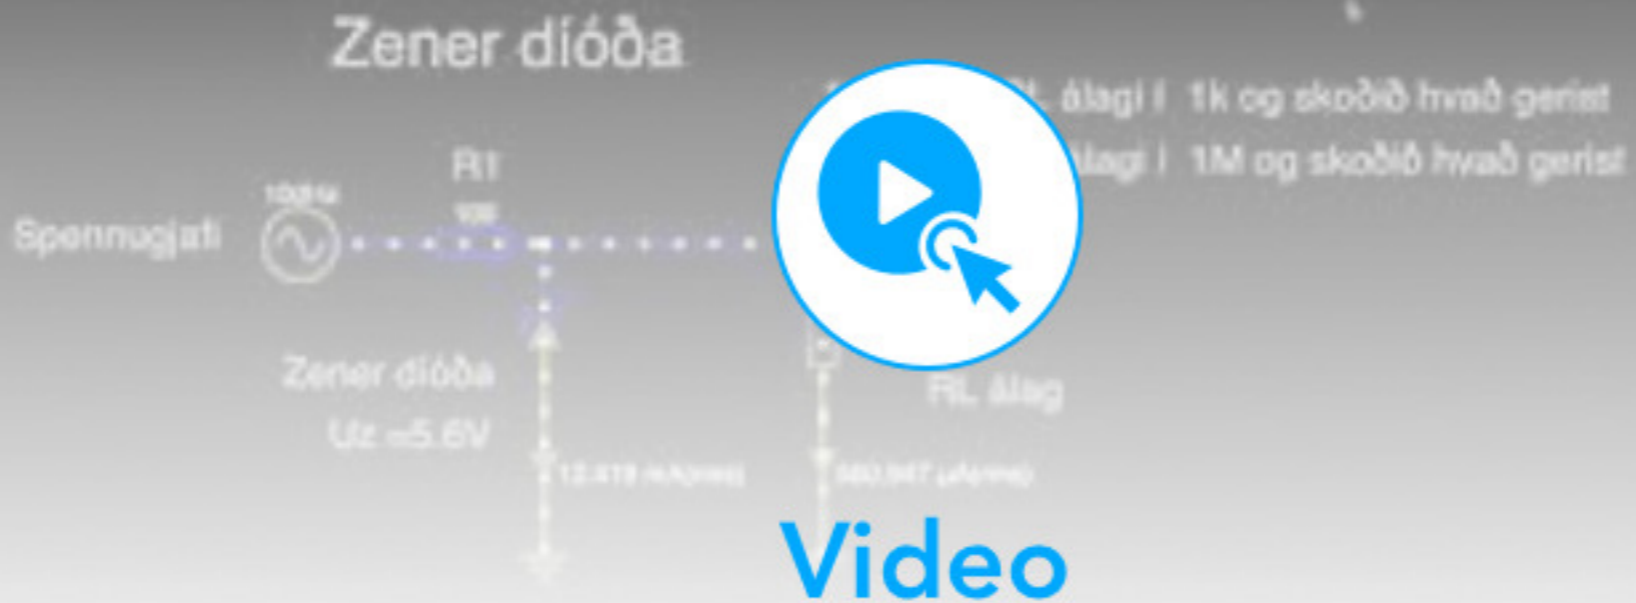 Zener díóða
álagi í 1k og skoðið hvað gerist
álagi í 1M og skoðið hvað gerist
R1
Spennugjafi
Zener díóða
Uz =5.6V
RL álag
Video